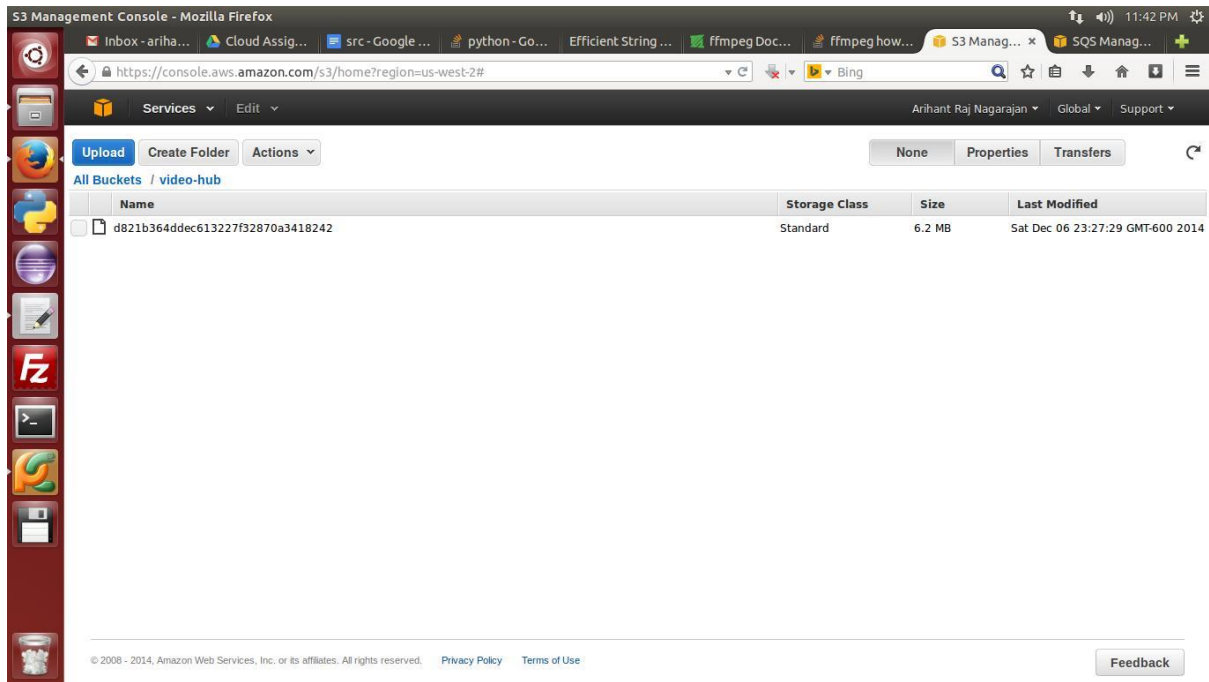 S3 Management Console - Mozilla Firefox 11:42 PM
Inbox - ariha... Cloud Assig... src - Google ... python - Go... Efficient String ... ffmpeg Doc... ffmpeg how... S3 Manag... × SQS Manag...
https://console.aws.amazon.com/s3/home?region=us-west-2# Bing
Services Edit Arihant Raj Nagarajan Global Support
Upload Create Folder Actions None Properties Transfers
All Buckets / video-hub
Name Storage Class Size Last Modified
d821b364ddec613227f32870a3418242 Standard 6.2 MB Sat Dec 06 23:27:29 GMT-600 2014
Fz
>_
© 2008 - 2014, Amazon Web Services, Inc. or its affiliates. All rights reserved. Privacy Policy Terms of Use Feedback